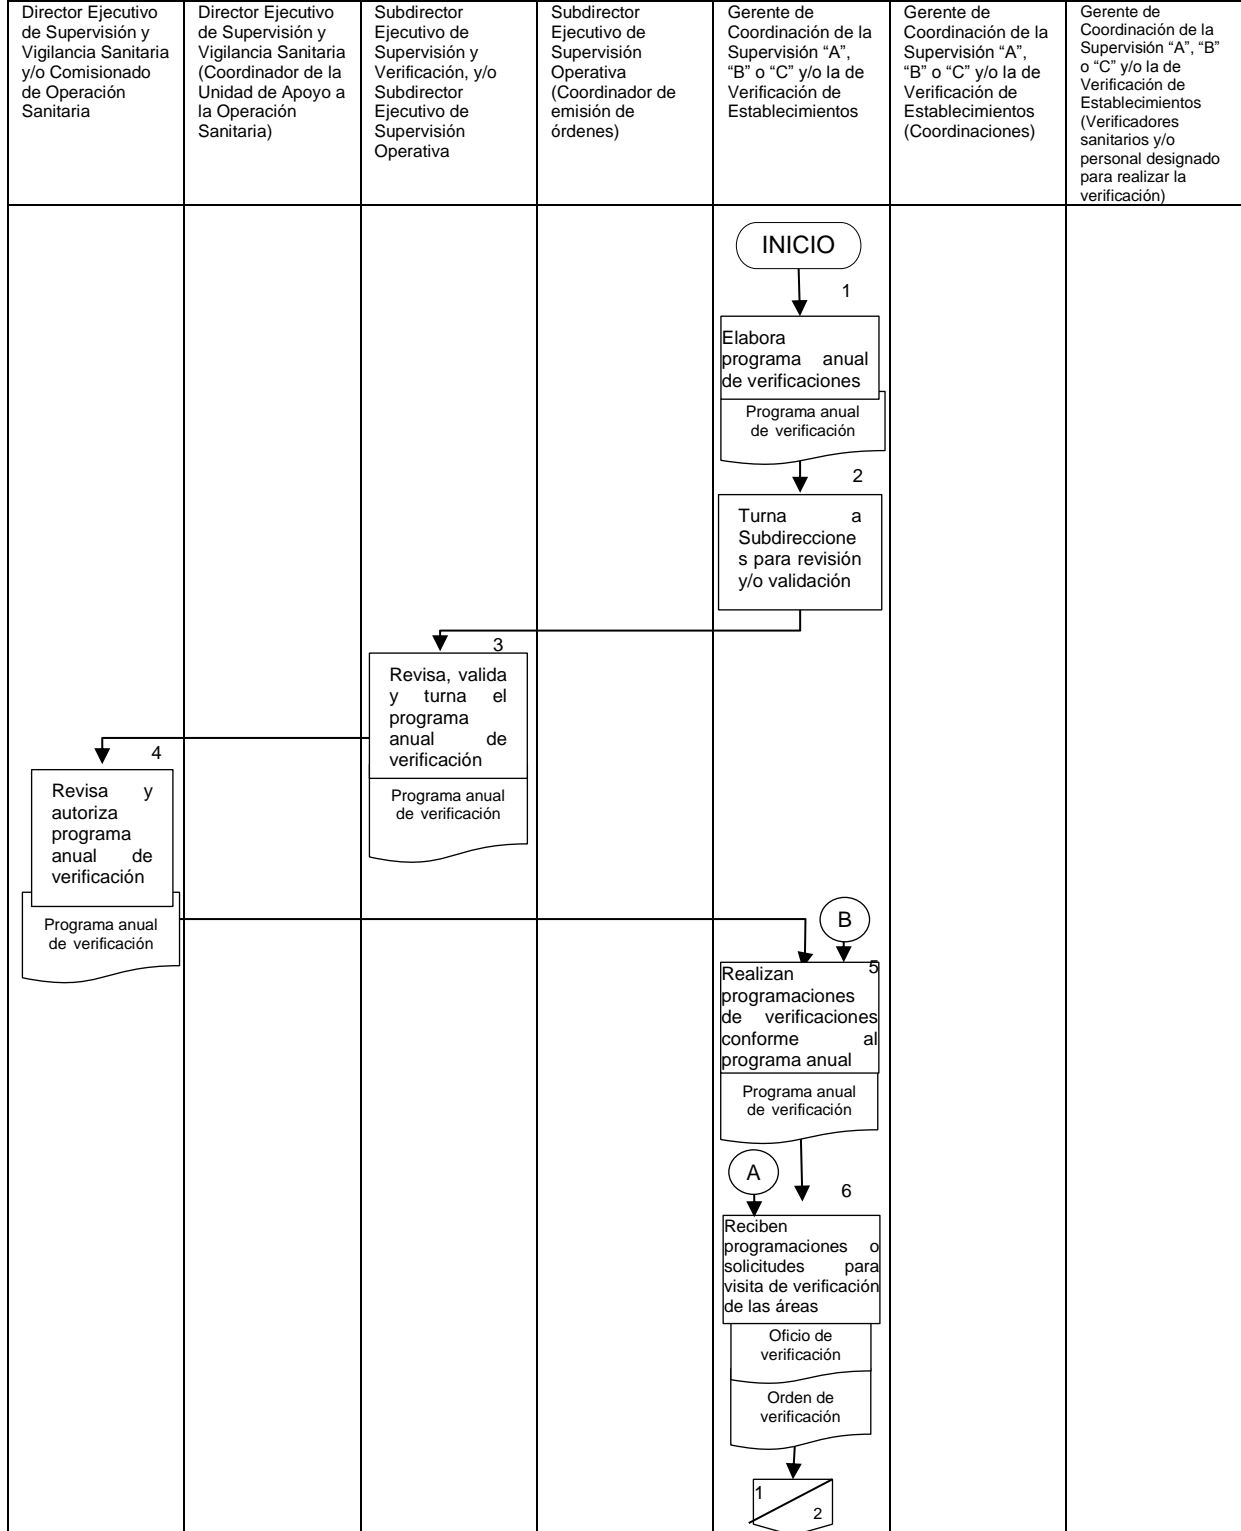 Director Ejecutivo
de Supervisión y
Vigilancia Sanitaria
y/o Comisionado
de Operación
Sanitaria
Director Ejecutivo
de Supervisión y
Vigilancia Sanitaria
(Coordinador de la
Unidad de Apoyo a
la Operación
Sanitaria)
Subdirector
Ejecutivo de
Supervisión y
Verificación, y/o
Subdirector
Ejecutivo de
Supervisión
Operativa
Subdirector
Ejecutivo de
Supervisión
Operativa
(Coordinador de
emisión de
órdenes)
Gerente de
Coordinación de la
Supervisión “A”,
“B” o “C” y/o la de
Verificación de
Establecimientos
Gerente de
Coordinación de la
Supervisión “A”,
“B” o “C” y/o la de
Verificación de
Establecimientos
(Coordinaciones)
Gerente de
Coordinación de la
Supervisión “A”, “B”
o “C” y/o la de
Verificación de
Establecimientos
(Verificadores
sanitarios y/o
personal designado
para realizar la
verificación)
INICIO
1
Elabora
programa anual
de verificaciones
Programa anual
de verificación
2
Turna a
Subdireccione
s para revisión
y/o validación
3
Revisa, valida
y turna el
programa
anual de
verificación
Programa anual
de verificación
4
Revisa y
autoriza
programa
anual de
verificación
Programa anual
de verificación
B
5
Realizan
programaciones
de verificaciones
conforme al
programa anual
Programa anual
de verificación
A
6
Reciben
programaciones o
solicitudes para
visita de verificación
de las áreas
Oficio de
verificación
Orden de
verificación
1
2